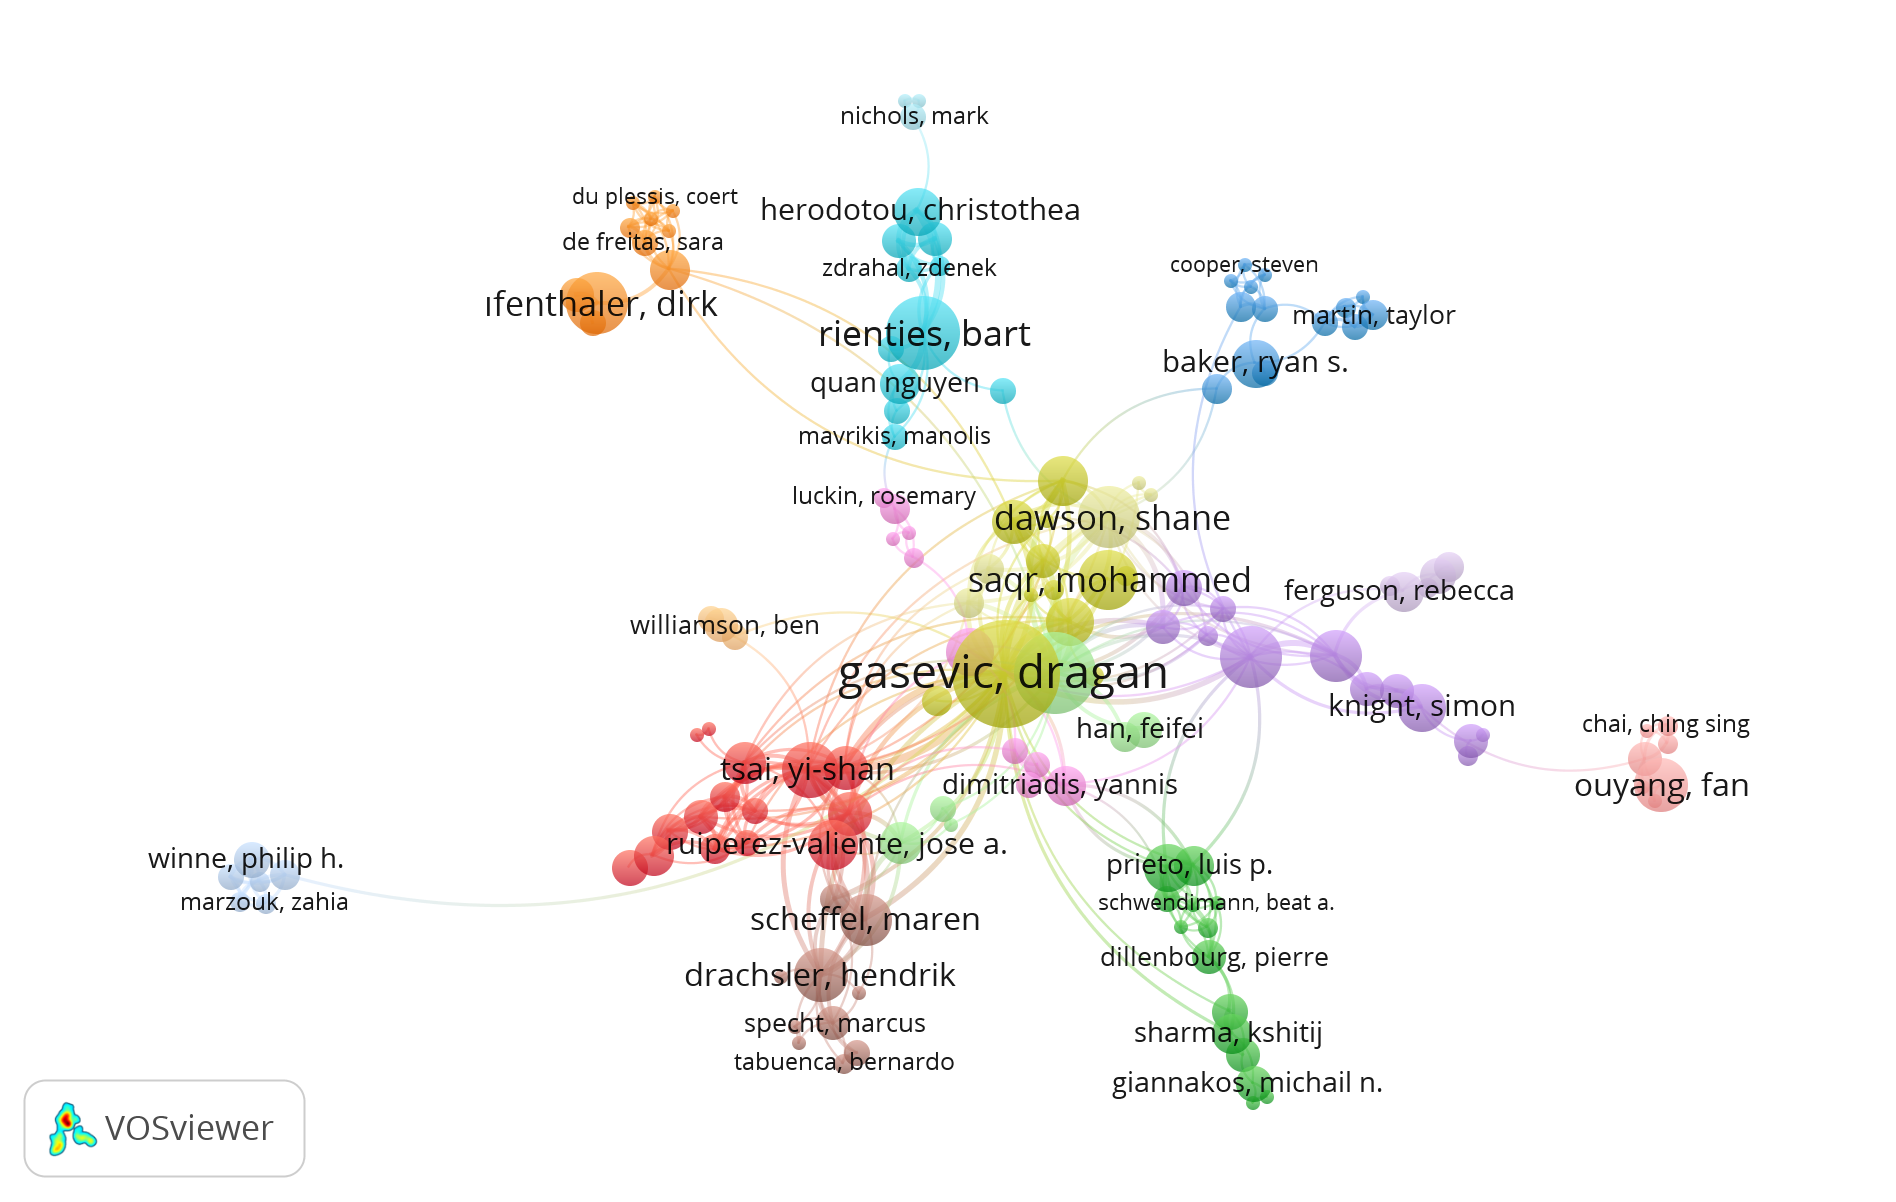 nichols, mark
du plessis, coert
herodotou, christothea
de freitas, sara
zdrahal, zdenek
cooper, steven
ıfenthaler, dirk
martin, taylor
rienties, bart
baker, ryan s.
quan nguyen
mavrikis, manolis
luckin, rosemary
dawson, shane
saqr, mohammed
ferguson, rebecca
williamson, ben
gasevic, dragan
knight, simon
han, feifei
chai, ching sing
tsai, yi-shan
dimitriadis, yannis
ouyang, fan
ruiperez-valiente, jose a.
winne, philip h.
prieto, luis p.
marzouk, zahia
schwendimann, beat a.
scheffel, maren
dillenbourg, pierre
drachsler, hendrik
specht, marcus
sharma, kshitij
tabuenca, bernardo
giannakos, michail n.
VOSviewer